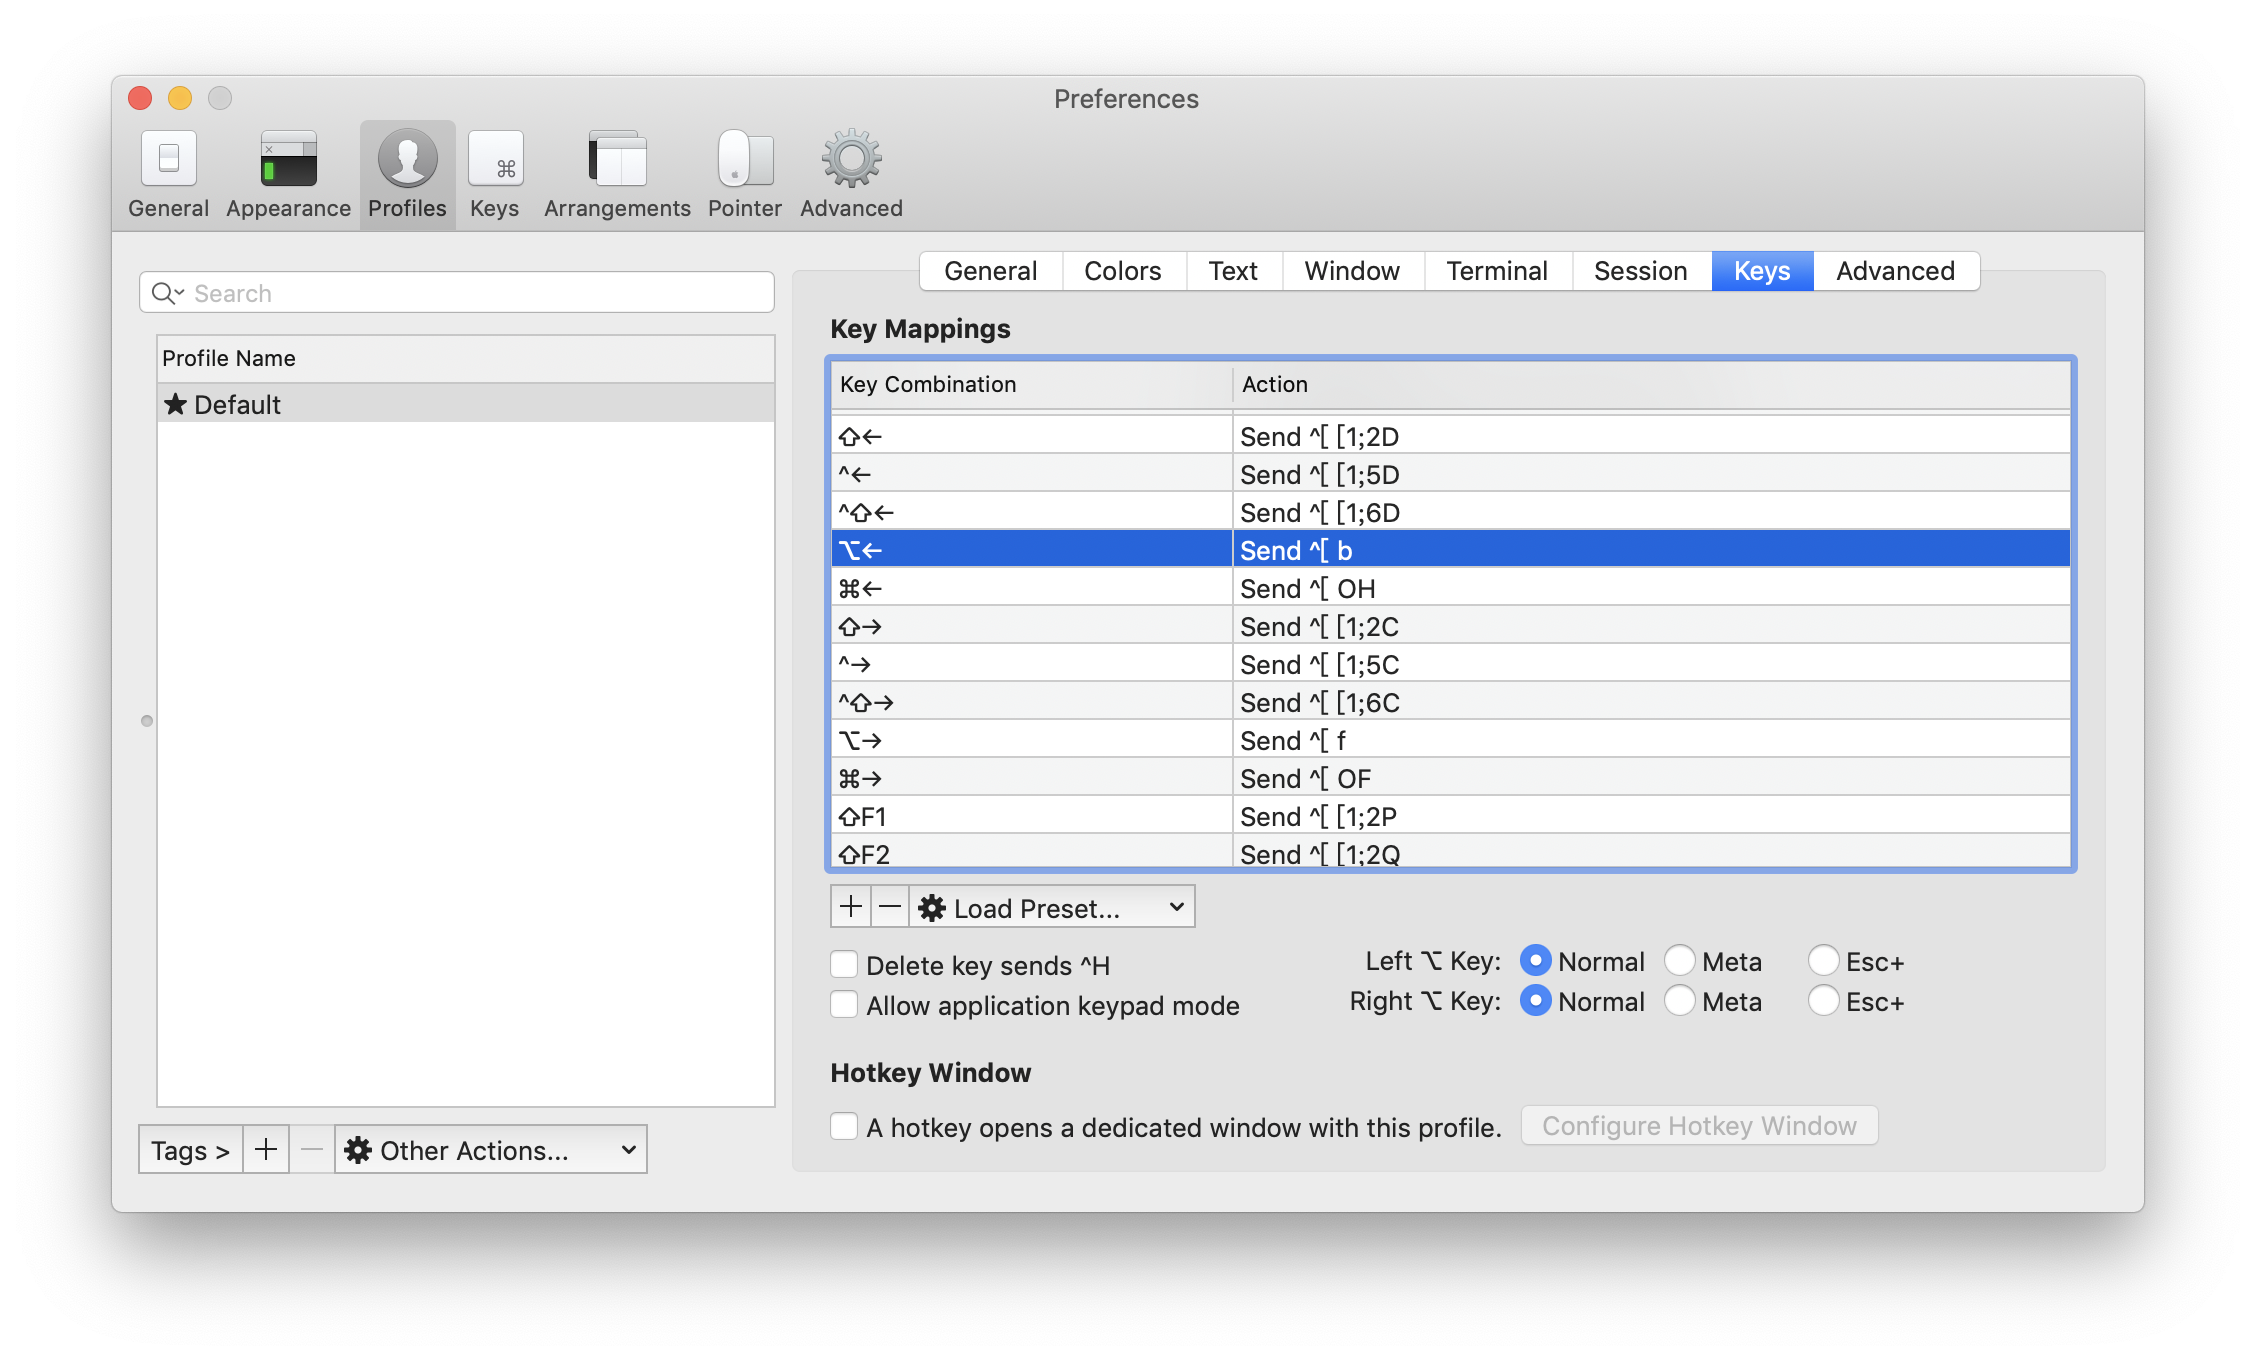 Preferences
General Appearance Profiles Keys Arrangements Pointer Advanced
Search
Profile Name
★ Default
General Colors Text Window Terminal Session Keys Advanced
Key Mappings
Key Combination Action
⇧← Send ^[ [1;2D
^← Send ^[ [1;5D
^⇧← Send ^[ [1;6D
⌥← Send ^[ b
⌘← Send ^[ OH
⇧→ Send ^[ [1;2C
^→ Send ^[ [1;5C
^⇧→ Send ^[ [1;6C
⌥→ Send ^[ f
⌘→ Send ^[ OF
⇧F1 Send ^[ [1;2P
⇧F2 Send ^[ [1;2Q
+ − Load Preset...
Delete key sends ^H
Allow application keypad mode
Left ⌥ Key: Normal Meta Esc+
Right ⌥ Key: Normal Meta Esc+
Hotkey Window
A hotkey opens a dedicated window with this profile. Configure Hotkey Window
Tags > + − Other Actions...